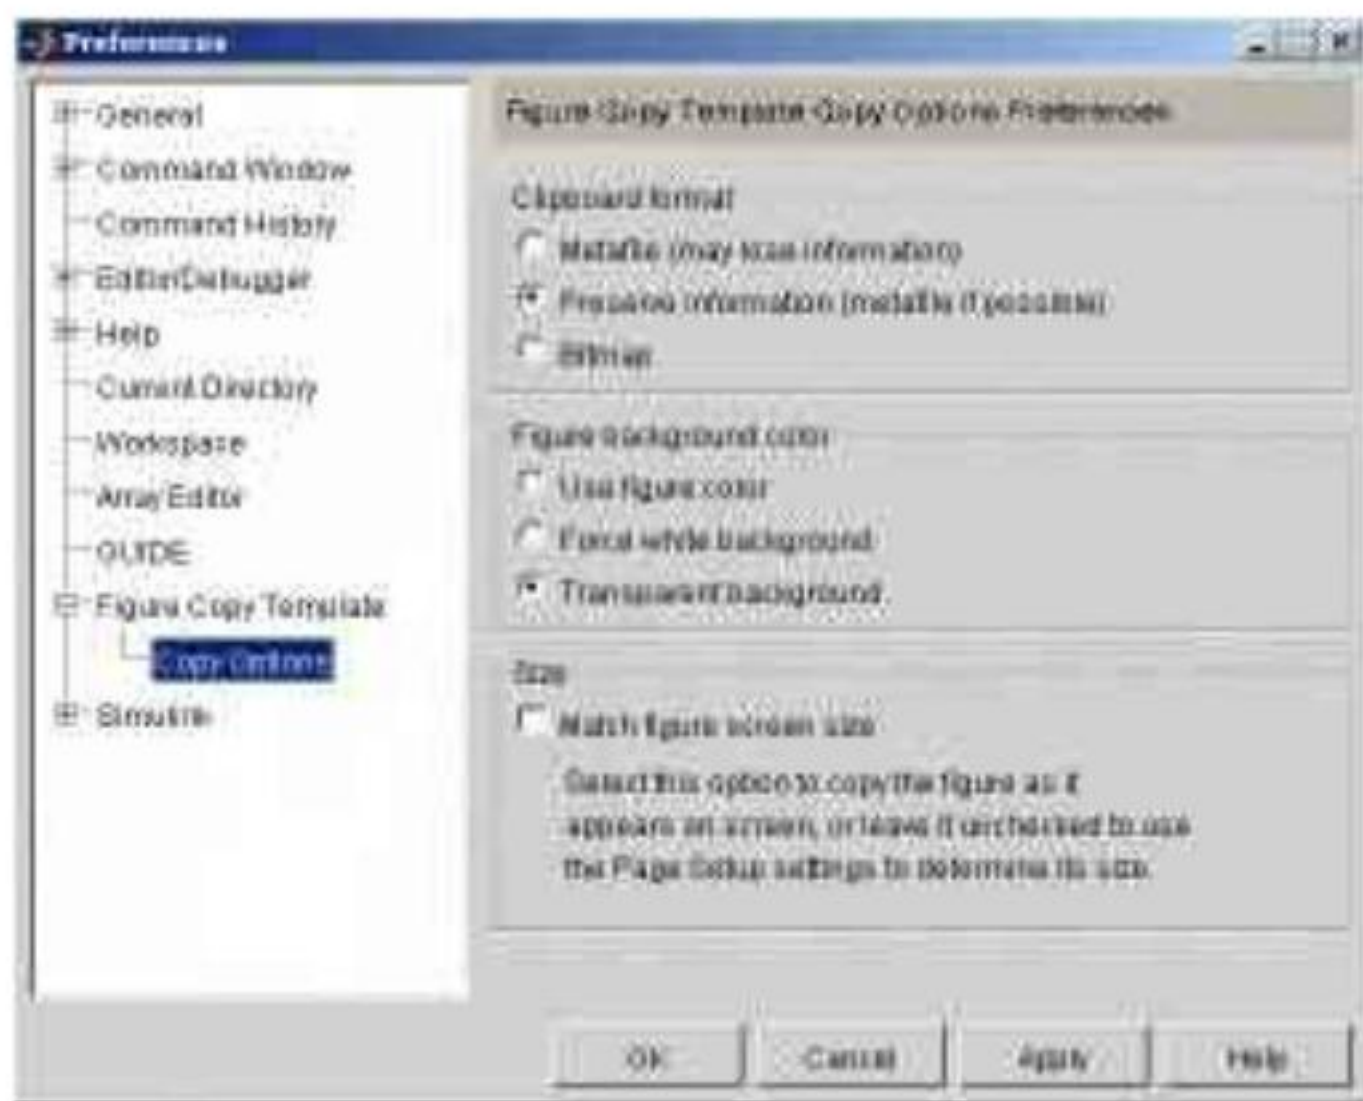 Preferences
General
Command Window
Command History
Editor/Debugger
Help
Current Directory
Workspace
Array Editor
GUIDE
Figure Copy Template
Copy Options
Simulink
Figure Copy Template Copy Options Preferences
Clipboard format
Metafile (may lose information)
Preserve information (metafile if possible)
Bitmap
Figure background color
Use figure color
Force white background
Transparent background
Size
Match figure screen size
Select this option to copy the figure as it
appears on screen, or leave it unchecked to use
the Page Setup settings to determine its size.
OK
Cancel
Apply
Help